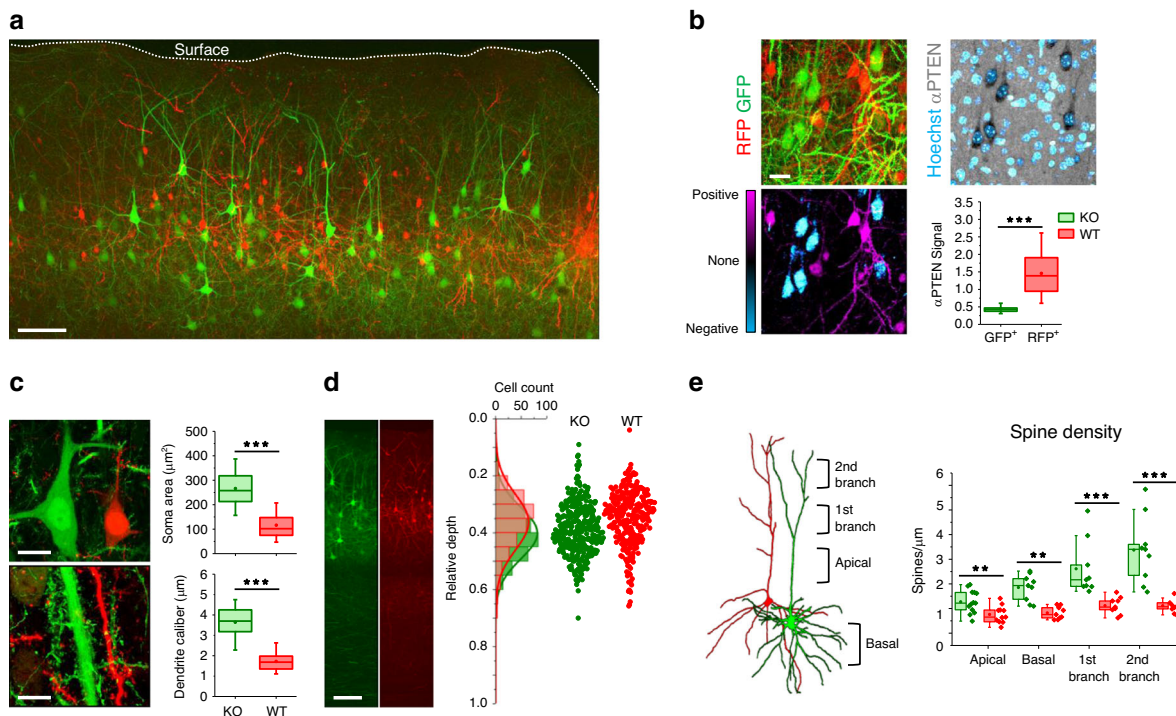 a
Surface
b
RFP GFP
Hoechst αPTEN
Positive
None
Negative
αPTEN Signal
3.5
3.0
2.5
2.0
1.5
1.0
0.5
0.0
***
KO
WT
GFP+ RFP+
c
Soma area (μm²)
500
400
300
200
100
0
***
Dendrite caliber (μm)
6
5
4
3
2
1
0
***
KO WT
d
Cell count
0 50 100
KO WT
Relative depth
0.0
0.2
0.4
0.6
0.8
1.0
e
2nd
branch
1st
branch
Apical
Basal
Spine density
Spines/μm
6
5
4
3
2
1
0
**
**
***
***
Apical Basal 1st branch 2nd branch